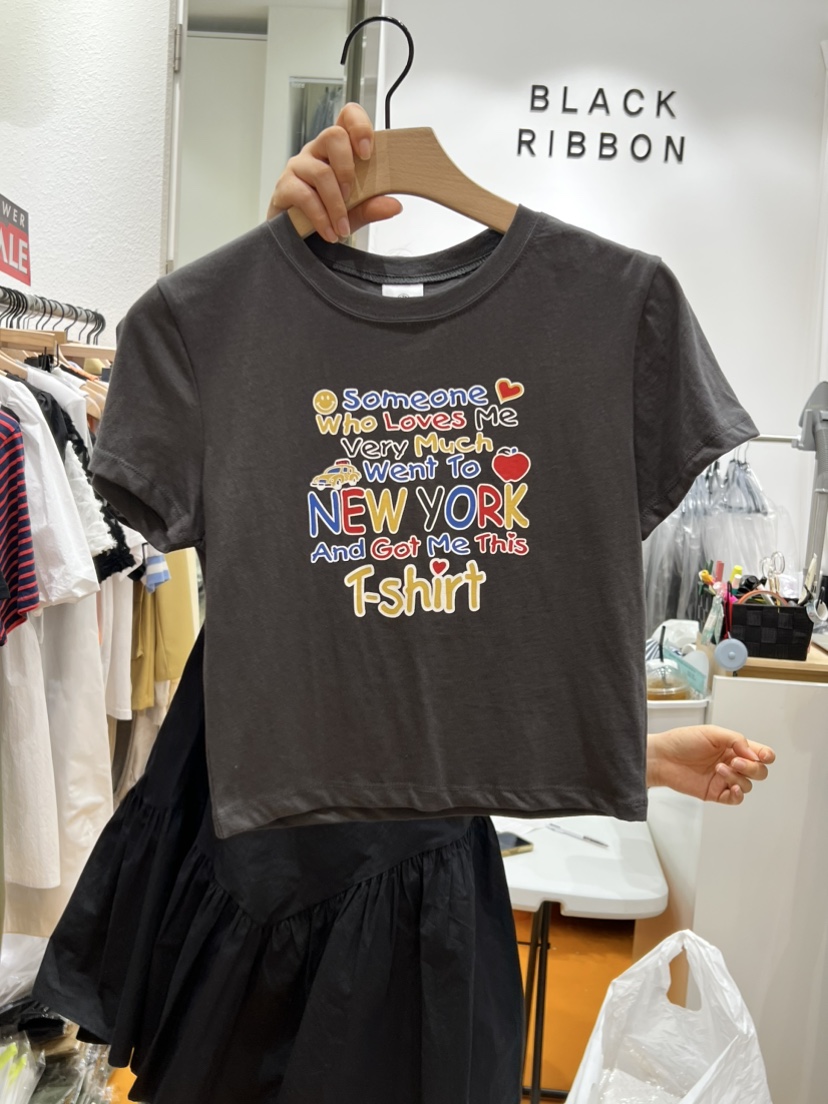 BLACK
RIBBON
ALE
Someone
Who Loves Me
Very Much
Went To
NEW YORK
And Got Me This
T-shirt